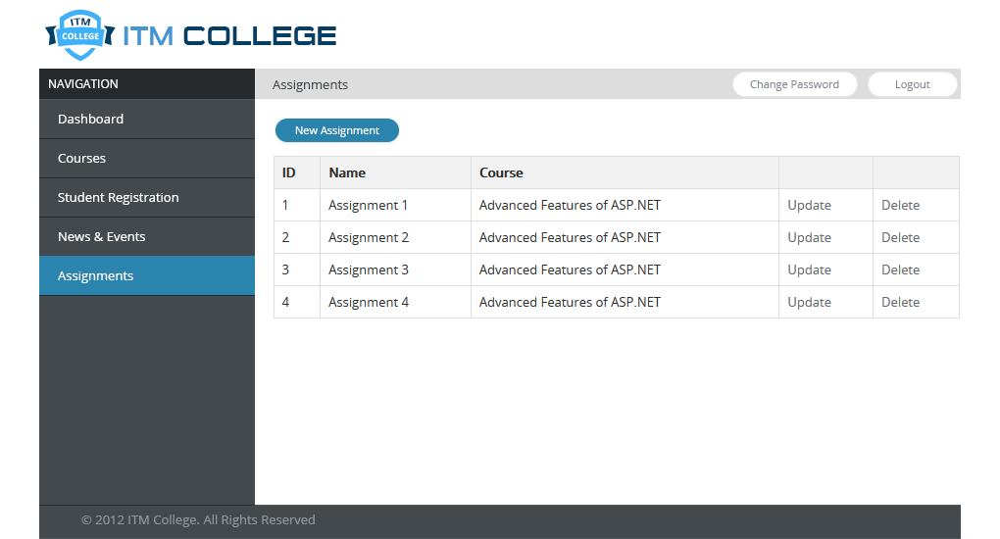 ITM
COLLEGE
ITM COLLEGE
NAVIGATION
Assignments
Change Password
Logout
Dashboard
Courses
Student Registration
News & Events
Assignments
New Assignment
ID Name Course
1 Assignment 1 Advanced Features of ASP.NET Update Delete
2 Assignment 2 Advanced Features of ASP.NET Update Delete
3 Assignment 3 Advanced Features of ASP.NET Update Delete
4 Assignment 4 Advanced Features of ASP.NET Update Delete
© 2012 ITM College. All Rights Reserved